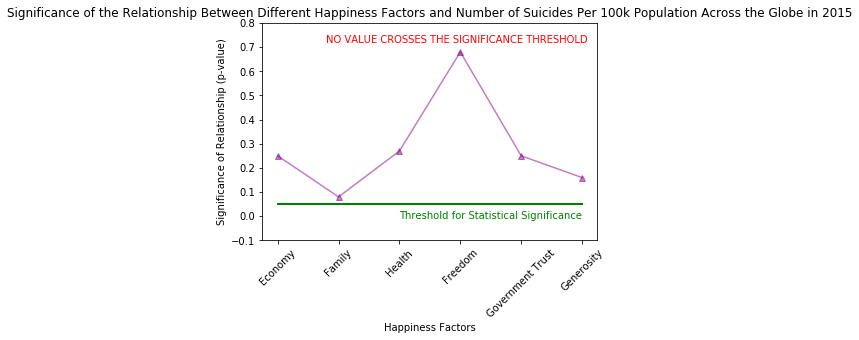 Significance of the Relationship Between Different Happiness Factors and Number of Suicides Per 100k Population Across the Globe in 2015
0.8
NO VALUE CROSSES THE SIGNIFICANCE THRESHOLD
0.7
0.6
0.5
0.4
0.3
0.2
0.1
0.0
−0.1
Significance of Relationship (p-value)
Threshold for Statistical Significance
Economy
Family
Health
Freedom
Government Trust
Generosity
Happiness Factors